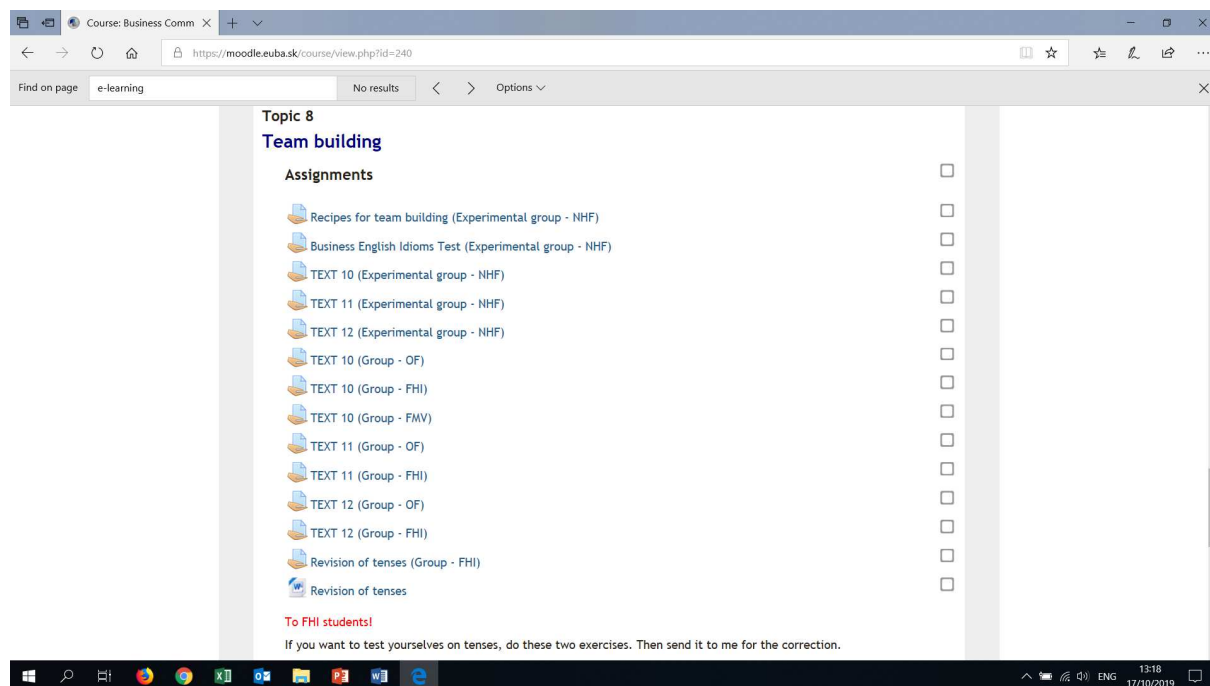 Course: Business Comm
https://moodle.euba.sk/course/view.php?id=240
Find on page e-learning No results Options
Topic 8
Team building
Assignments
Recipes for team building (Experimental group - NHF)
Business English Idioms Test (Experimental group - NHF)
TEXT 10 (Experimental group - NHF)
TEXT 11 (Experimental group - NHF)
TEXT 12 (Experimental group - NHF)
TEXT 10 (Group - OF)
TEXT 10 (Group - FHI)
TEXT 10 (Group - FMV)
TEXT 11 (Group - OF)
TEXT 11 (Group - FHI)
TEXT 12 (Group - OF)
TEXT 12 (Group - FHI)
Revision of tenses (Group - FHI)
Revision of tenses
To FHI students!
If you want to test yourselves on tenses, do these two exercises. Then send it to me for the correction.
ENG 13:18
17/10/2019